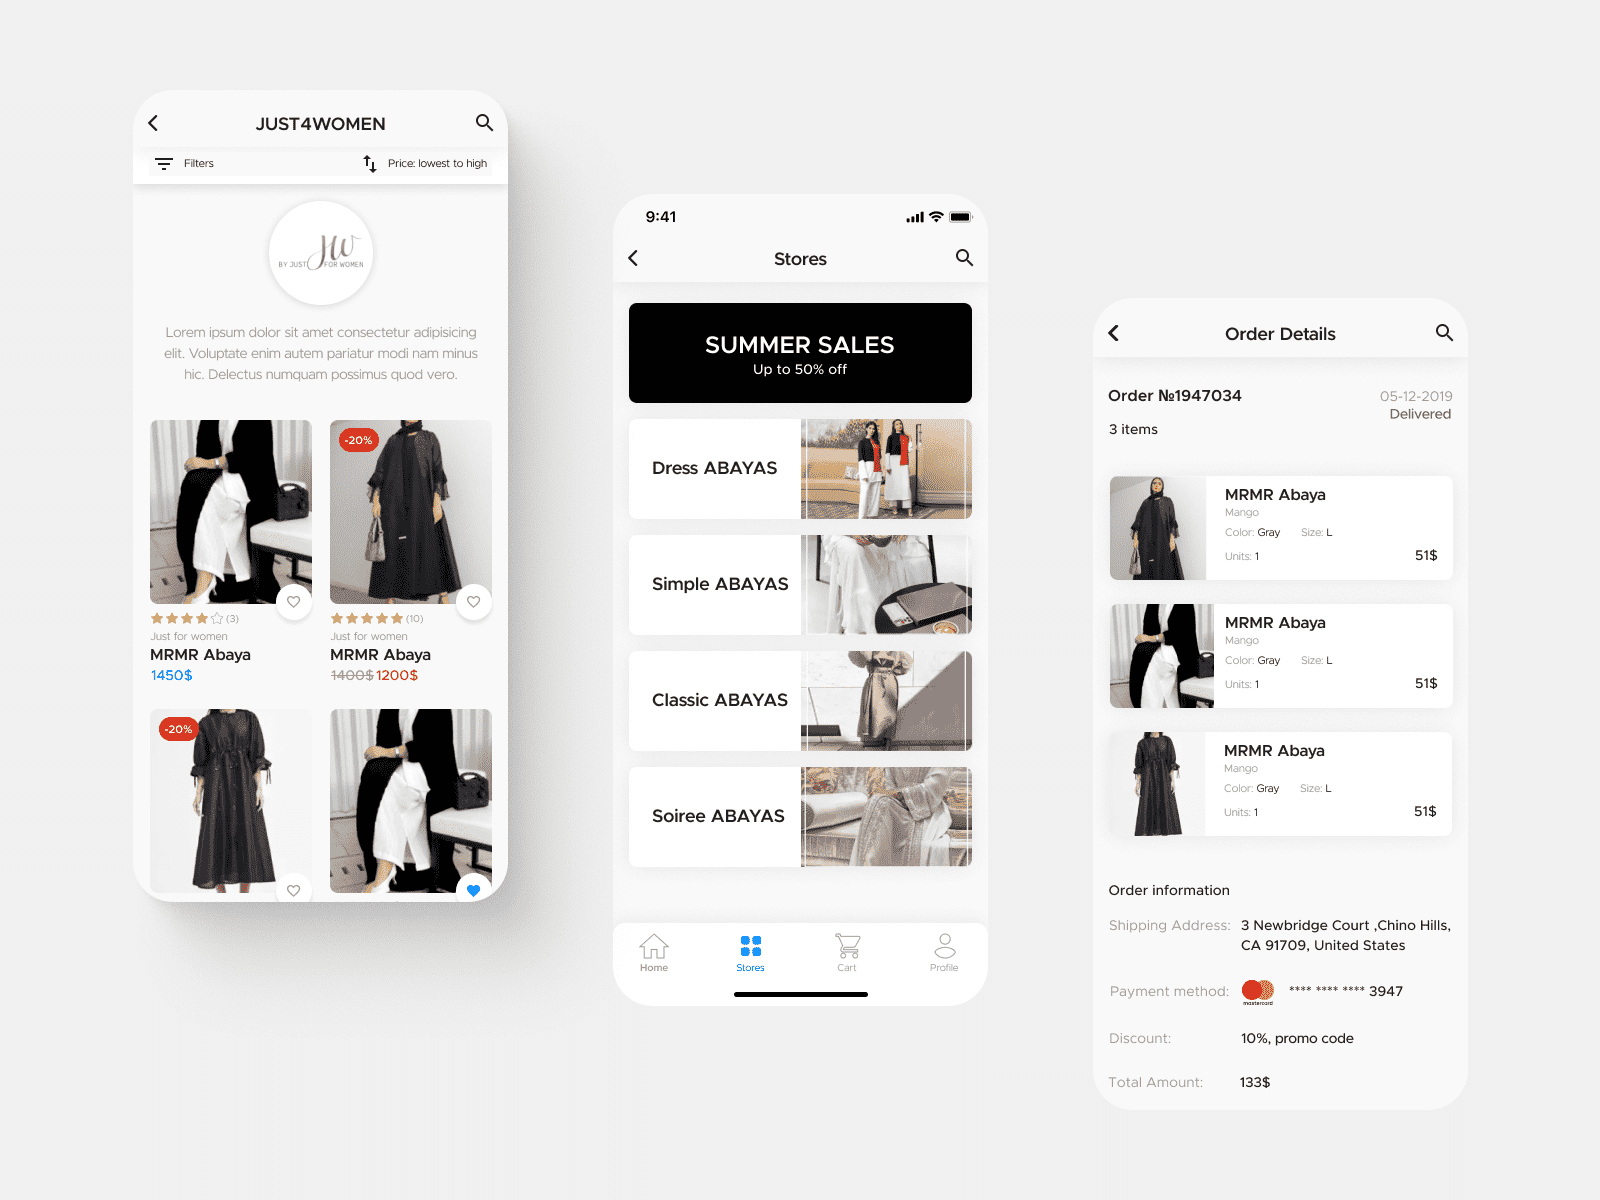 JUST4WOMEN
Filters
Price: lowest to high
JW
BY JUST FOR WOMEN
Lorem ipsum dolor sit amet consectetur adipisicing
elit. Voluptate enim autem pariatur modi nam minus
hic. Delectus numquam possimus quod vero.
-20%
(3)
Just for women
MRMR Abaya
1450$
(10)
Just for women
MRMR Abaya
1400$ 1200$
-20%
9:41
Stores
SUMMER SALES
Up to 50% off
Dress ABAYAS
Simple ABAYAS
Classic ABAYAS
Soiree ABAYAS
Home
Stores
Cart
Profile
Order Details
Order №1947034
05-12-2019
Delivered
3 items
MRMR Abaya
Mango
Color: Gray Size: L
Units: 1
51$
MRMR Abaya
Mango
Color: Gray Size: L
Units: 1
51$
MRMR Abaya
Mango
Color: Gray Size: L
Units: 1
51$
Order information
Shipping Address: 3 Newbridge Court ,Chino Hills,
CA 91709, United States
Payment method: mastercard **** **** **** 3947
Discount: 10%, promo code
Total Amount: 133$